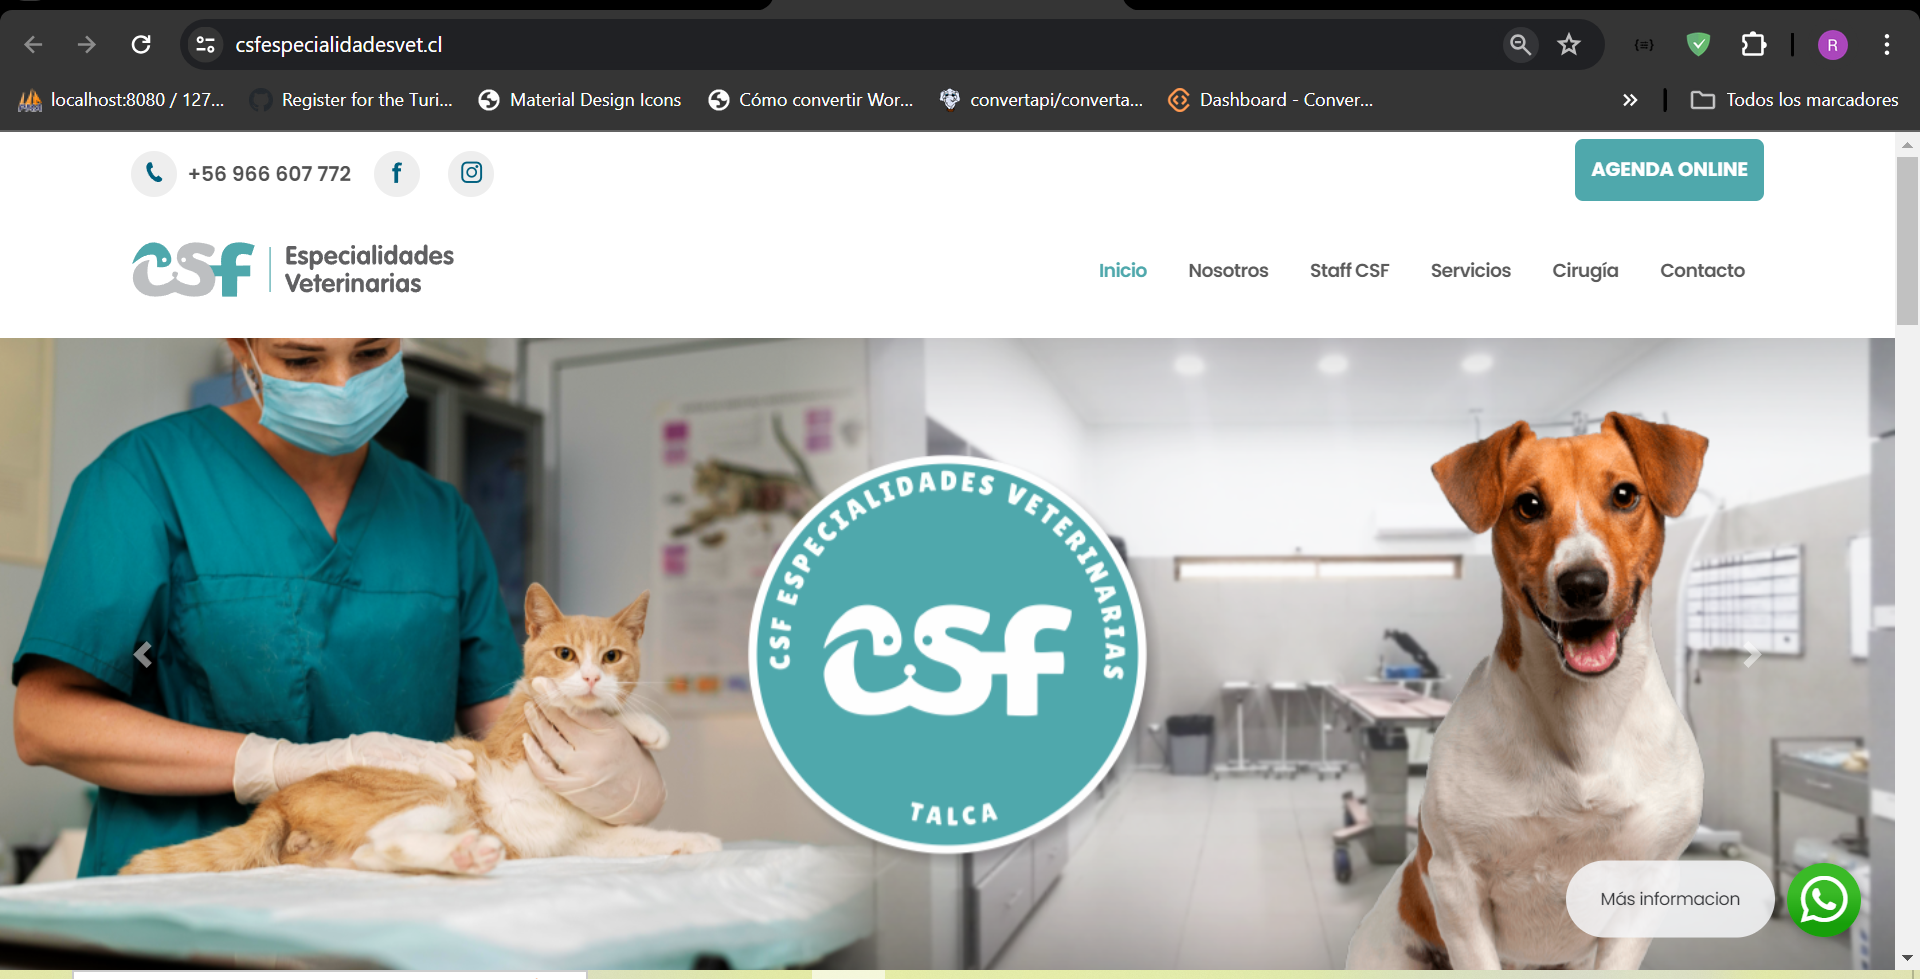 csfespecialidadesvet.cl
R
localhost:8080 / 127...
Register for the Turi...
Material Design Icons
Cómo convertir Wor...
convertapi/converta...
Dashboard - Conver...
Todos los marcadores
+56 966 607 772
AGENDA ONLINE
csf
Especialidades
Veterinarias
Inicio
Nosotros
Staff CSF
Servicios
Cirugía
Contacto
CSF ESPECIALIDADES VETERINARIAS
csf
TALCA
Más informacion